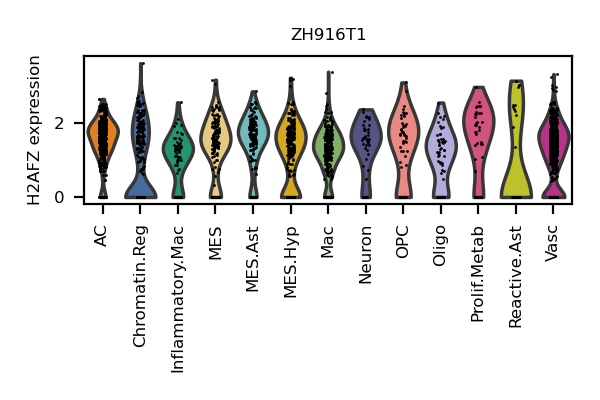 ZH916T1
H2AFZ expression
2
0
AC
Chromatin.Reg
Inflammatory.Mac
MES
MES.Ast
MES.Hyp
Mac
Neuron
OPC
Oligo
Prolif.Metab
Reactive.Ast
Vasc